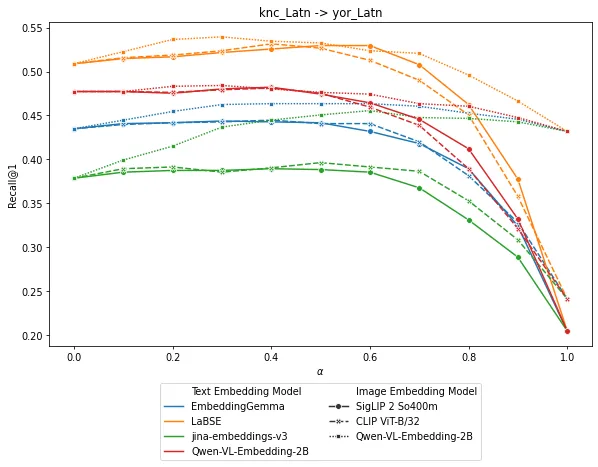 knc_Latn -> yor_Latn
Recall@1
0.55
0.50
0.45
0.40
0.35
0.30
0.25
0.20
0.0 0.2 0.4 0.6 0.8 1.0
α
Text Embedding Model
EmbeddingGemma
LaBSE
jina-embeddings-v3
Qwen-VL-Embedding-2B
Image Embedding Model
SigLIP 2 So400m
CLIP ViT-B/32
Qwen-VL-Embedding-2B